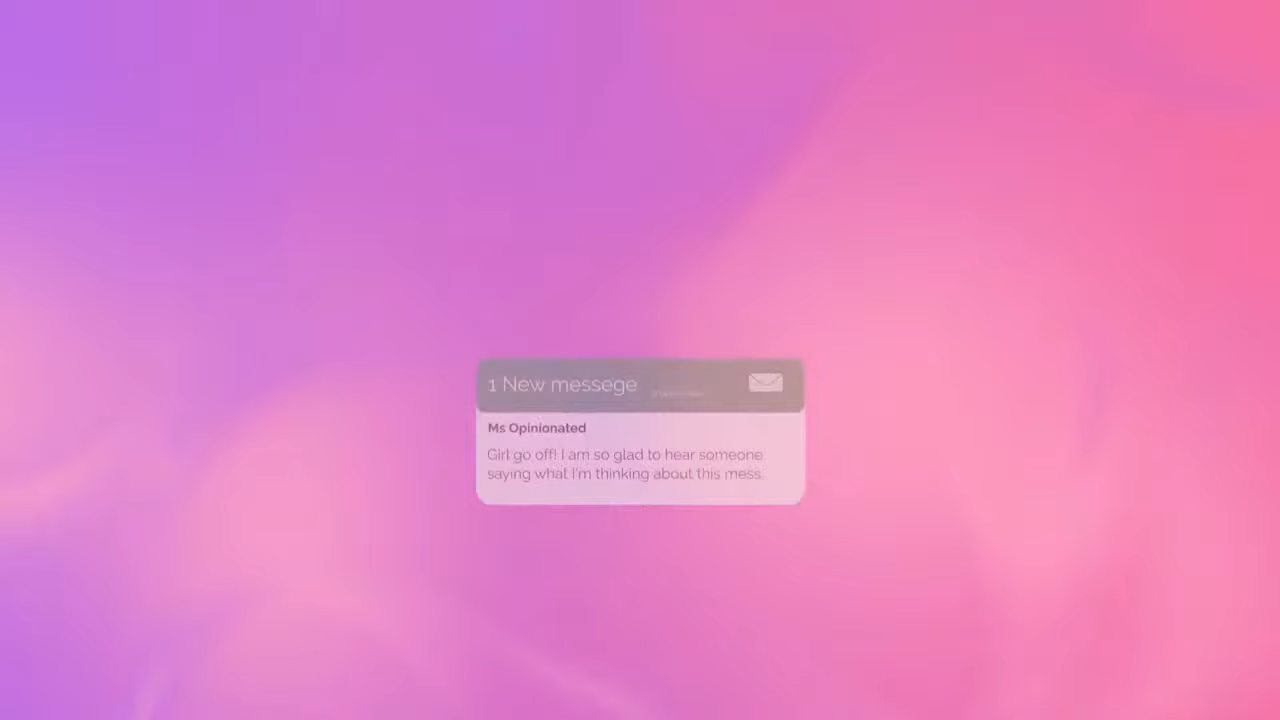 1 New messege
Ms Opinionated
Girl go off! I am so glad to hear someone
saying what I'm thinking about this mess.